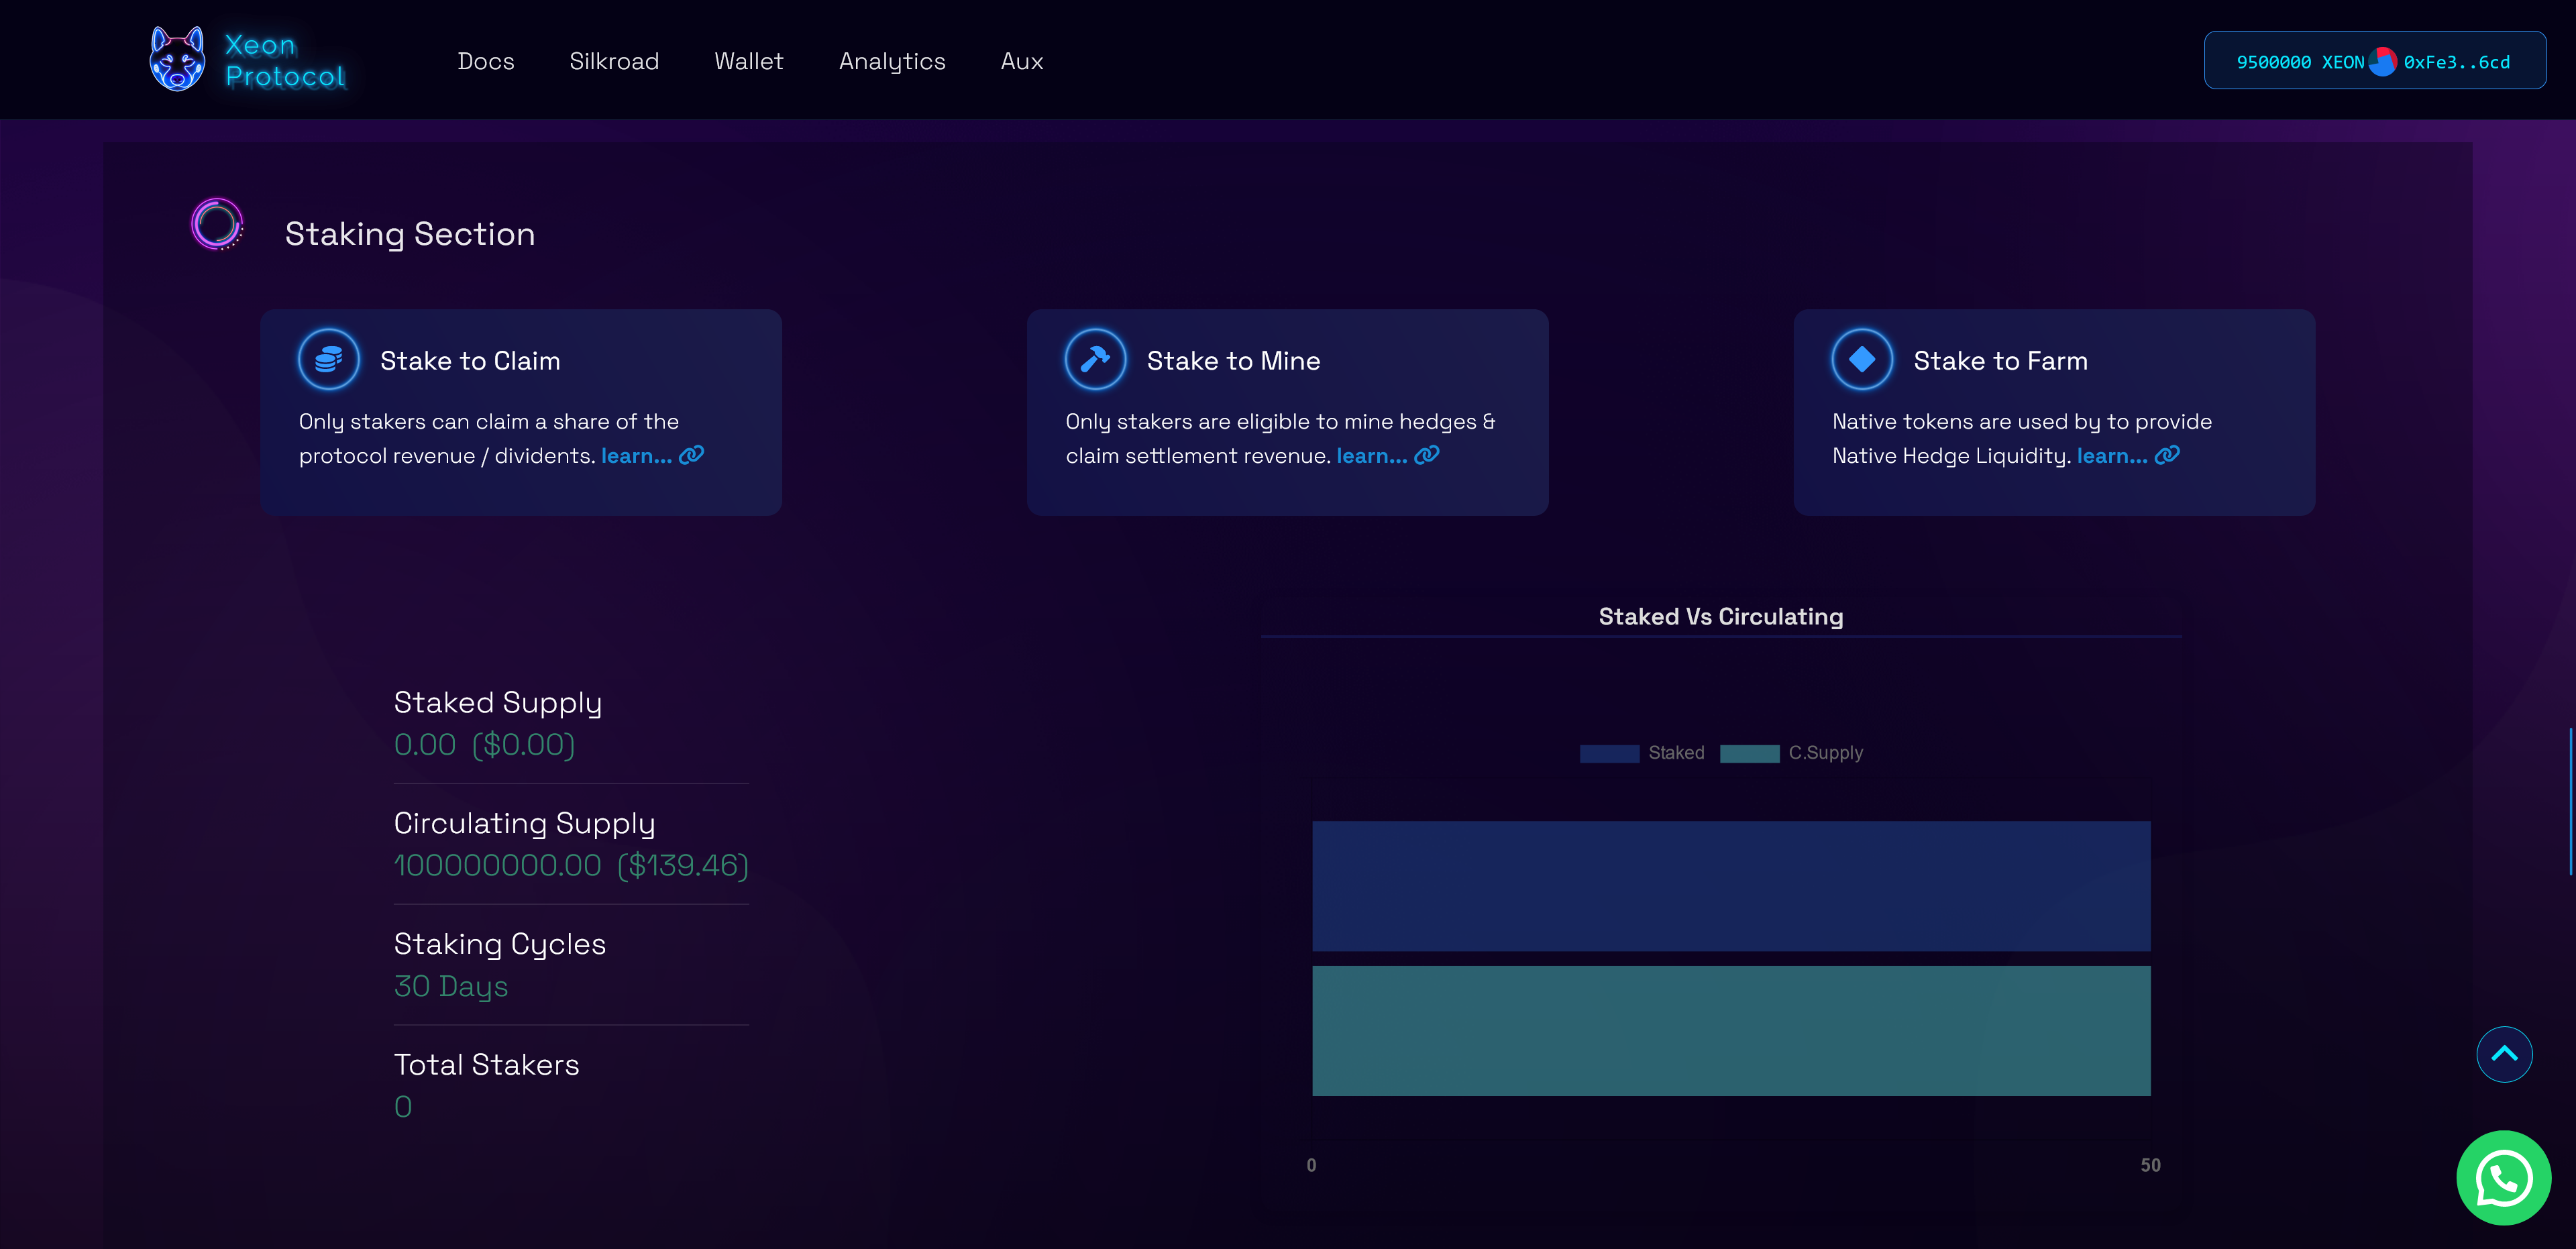 Xeon
Protocol
Docs
Silkroad
Wallet
Analytics
Aux
9500000 XEON 0xFe3..6cd
Staking Section
Stake to Claim
Only stakers can claim a share of the
protocol revenue / dividents. learn...
Stake to Mine
Only stakers are eligible to mine hedges &
claim settlement revenue. learn...
Stake to Farm
Native tokens are used by to provide
Native Hedge Liquidity. learn...
Staked Supply
0.00 ($0.00)
Circulating Supply
100000000.00 ($139.46)
Staking Cycles
30 Days
Total Stakers
0
Staked Vs Circulating
Staked
C.Supply
0
50